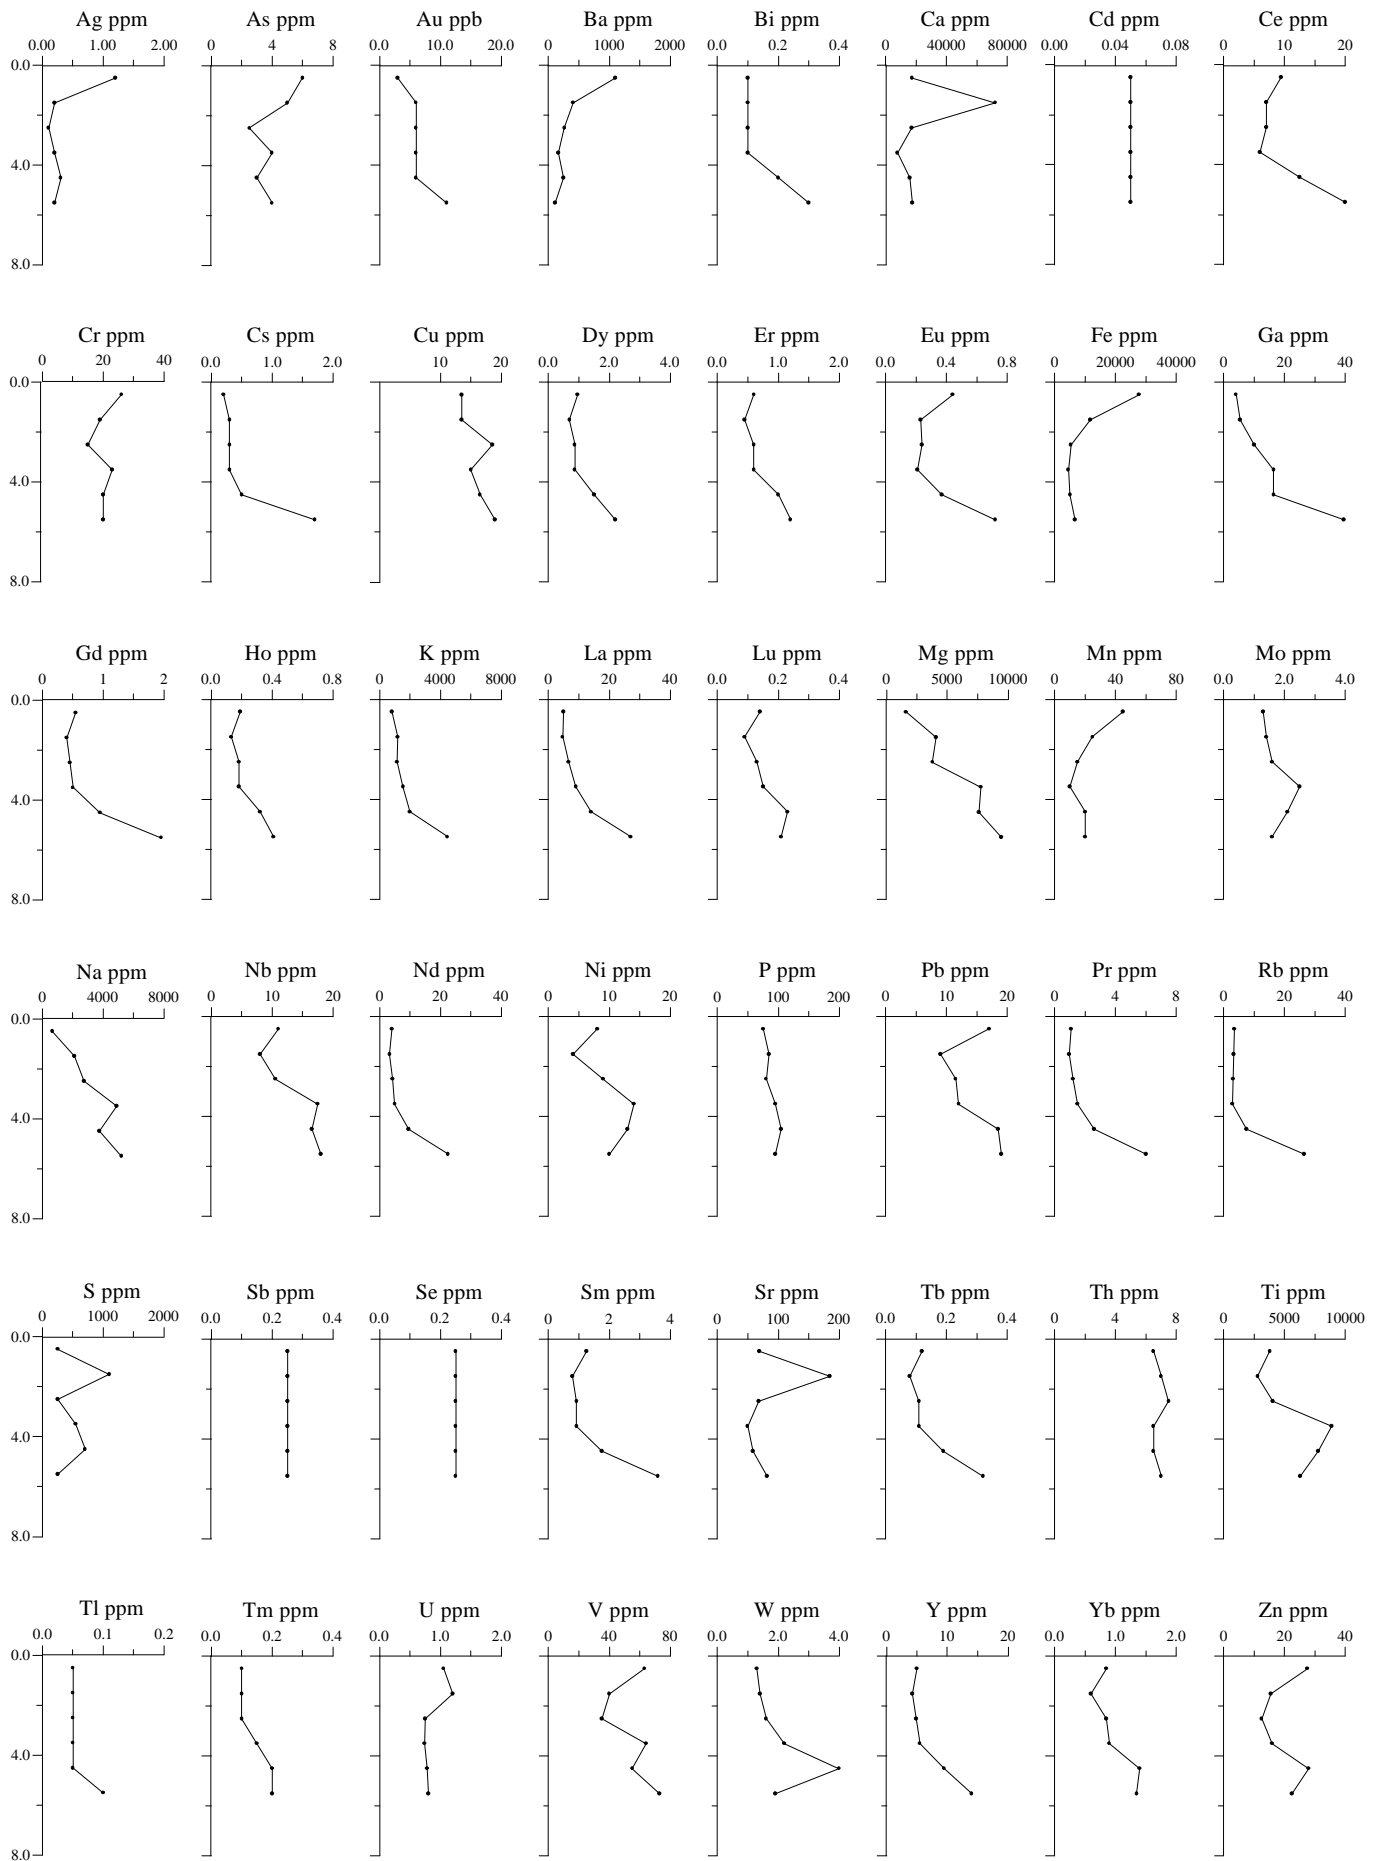 Ag ppm As ppm Au ppb Ba ppm Bi ppm Ca ppm Cd ppm Ce ppm
0.00 1.00 2.00 0 4 8 0.0 10.0 20.0 0 1000 2000 0.0 0.2 0.4 0 40000 80000 0.00 0.04 0.08 0 10 20
0.0
4.0
8.0
Cr ppm Cs ppm Cu ppm Dy ppm Er ppm Eu ppm Fe ppm Ga ppm
0 20 40 0.0 1.0 2.0 0 10 20 0.0 2.0 4.0 0.0 1.0 2.0 0.0 0.4 0.8 0 20000 40000 0 20 40
0.0
4.0
8.0
Gd ppm Ho ppm K ppm La ppm Lu ppm Mg ppm Mn ppm Mo ppm
0 1 2 0.0 0.4 0.8 0 4000 8000 0 10 20 0.0 0.2 0.4 0 5000 10000 0 40 80 0.0 2.0 4.0
0.0
4.0
8.0
Na ppm Nb ppm Nd ppm Ni ppm P ppm Pb ppm Pr ppm Rb ppm
0 4000 8000 0 10 20 0 10 20 0 10 20 0 100 200 0 10 20 0 4 8 0 20 40
0.0
4.0
8.0
S ppm Sb ppm Se ppm Sm ppm Sr ppm Tb ppm Th ppm Ti ppm
0 1000 2000 0.0 0.2 0.4 0.0 0.2 0.4 0 2 4 0 100 200 0.0 0.2 0.4 0 4 8 0 5000 10000
0.0
4.0
8.0
Tl ppm Tm ppm U ppm V ppm W ppm Y ppm Yb ppm Zn ppm
0.0 0.1 0.2 0.0 0.2 0.4 0.0 1.0 2.0 0 40 80 0.0 2.0 4.0 0 10 20 0.0 1.0 2.0 0 20 40
0.0
4.0
8.0